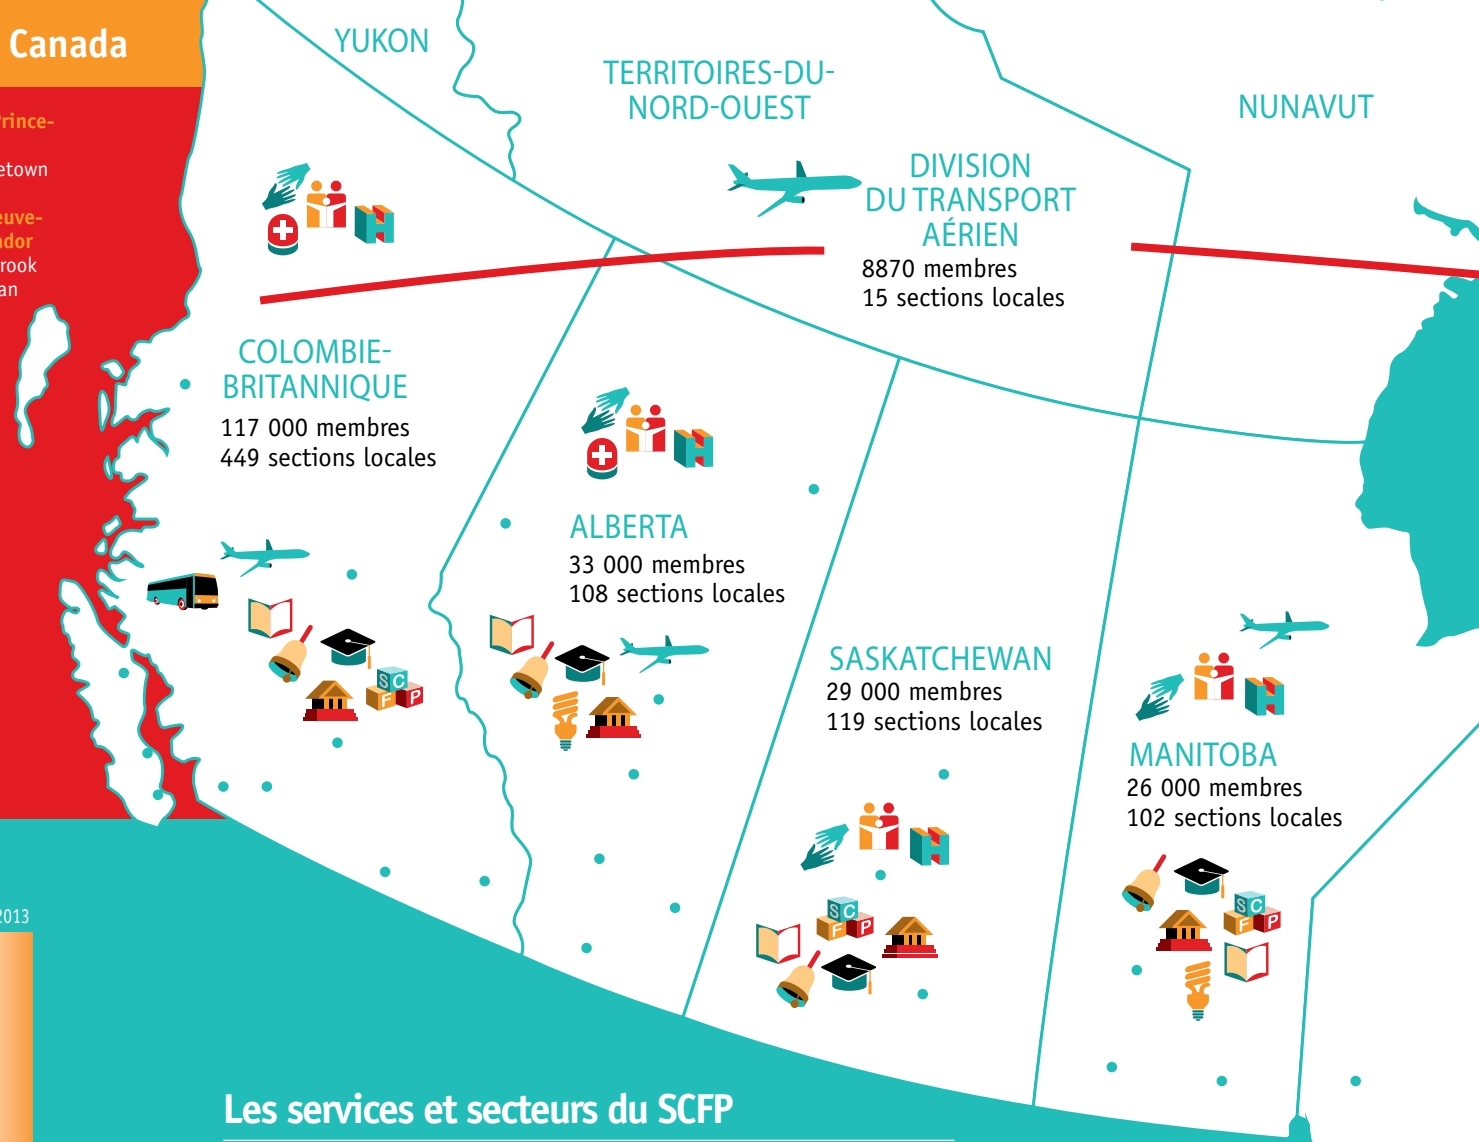 Canada
Prince-
etown
euve-
ador
rook
an
YUKON
TERRITOIRES-DU-
NORD-OUEST
NUNAVUT
DIVISION
DU TRANSPORT
AÉRIEN
8870 membres
15 sections locales
COLOMBIE-
BRITANNIQUE
117 000 membres
449 sections locales
ALBERTA
33 000 membres
108 sections locales
SASKATCHEWAN
29 000 membres
119 sections locales
MANITOBA
26 000 membres
102 sections locales
H
H
H
H
S C
F P
S C
F P
S C
F P
2013
Les services et secteurs du SCFP